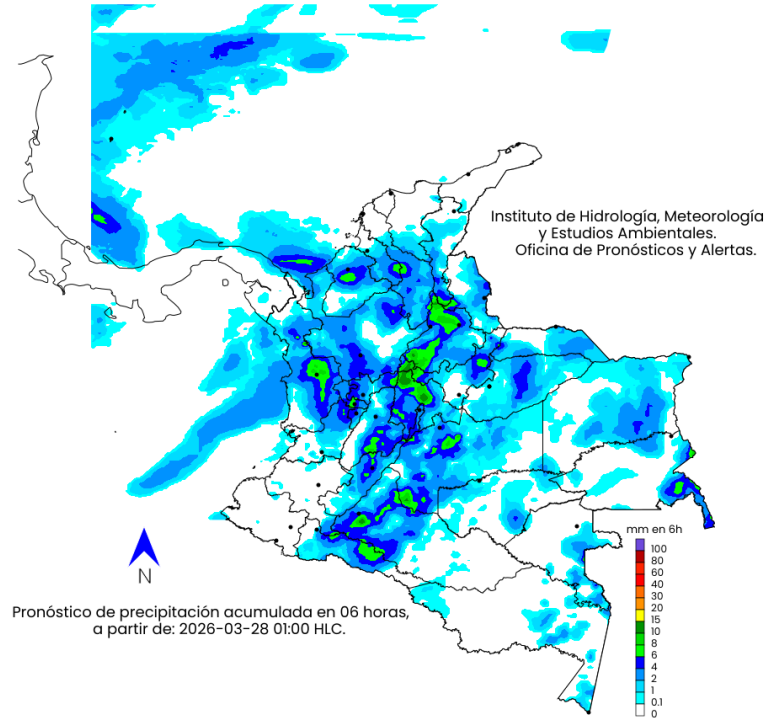 Instituto de Hidrología, Meteorología
y Estudios Ambientales.
Oficina de Pronósticos y Alertas.
N
Pronóstico de precipitación acumulada en 06 horas,
a partir de: 2026-03-28 01:00 HLC.
mm en 6h
100
80
60
40
30
20
15
10
8
6
4
2
1
0.1
0